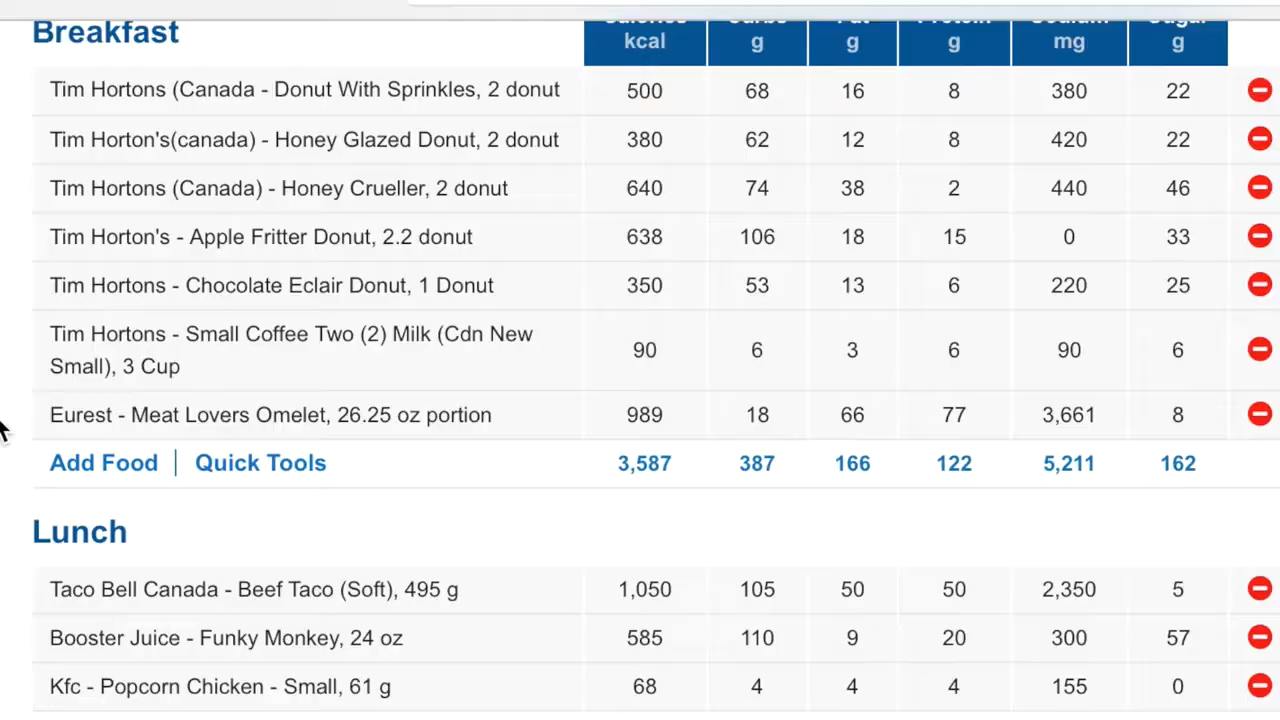 Breakfast
Calories Carbs Fat Protein Sodium Sugar
kcal g g g mg g
Tim Hortons (Canada - Donut With Sprinkles, 2 donut 500 68 16 8 380 22
Tim Horton's(canada) - Honey Glazed Donut, 2 donut 380 62 12 8 420 22
Tim Hortons (Canada) - Honey Crueller, 2 donut 640 74 38 2 440 46
Tim Horton's - Apple Fritter Donut, 2.2 donut 638 106 18 15 0 33
Tim Hortons - Chocolate Eclair Donut, 1 Donut 350 53 13 6 220 25
Tim Hortons - Small Coffee Two (2) Milk (Cdn New
Small), 3 Cup 90 6 3 6 90 6
Eurest - Meat Lovers Omelet, 26.25 oz portion 989 18 66 77 3,661 8
Add Food | Quick Tools 3,587 387 166 122 5,211 162
Lunch
Taco Bell Canada - Beef Taco (Soft), 495 g 1,050 105 50 50 2,350 5
Booster Juice - Funky Monkey, 24 oz 585 110 9 20 300 57
Kfc - Popcorn Chicken - Small, 61 g 68 4 4 4 155 0